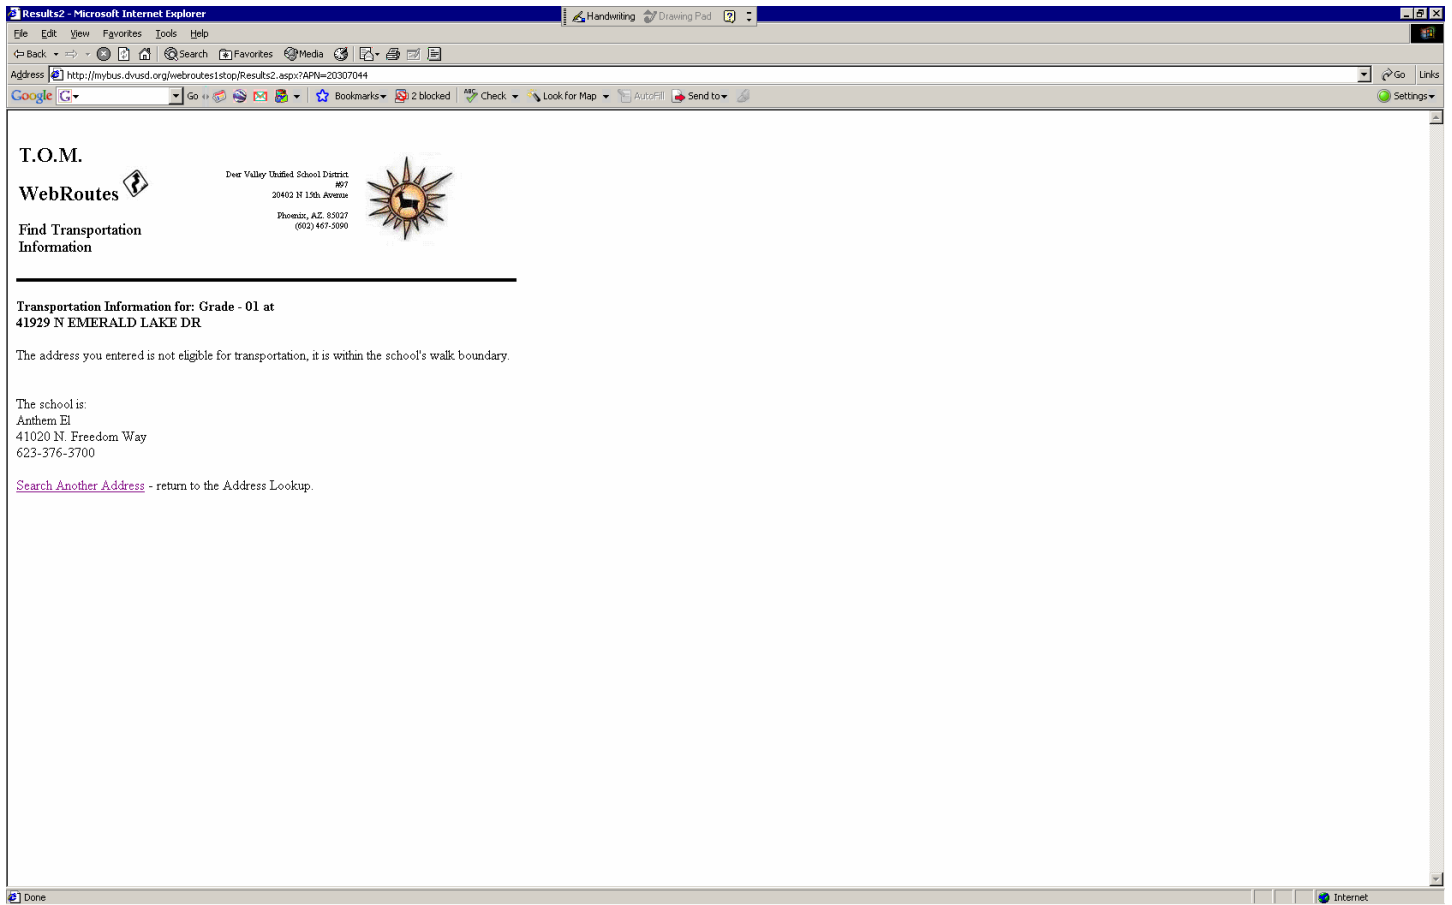 Results2 - Microsoft Internet Explorer
Handwriting Drawing Pad
File Edit View Favorites Tools Help
Back Search Favorites Media
Address http://mybus.dvusd.org/webroutes1stop/Results2.aspx?APN=20307044 Go Links
Google G Go Bookmarks 2 blocked ABC Check Look for Map AutoFill Send to Settings
T.O.M.
WebRoutes
Find Transportation
Information
Deer Valley Unified School District
#97
20402 N 15th Avenue
Phoenix, AZ. 85027
(602) 467-5090
Transportation Information for: Grade - 01 at
41929 N EMERALD LAKE DR
The address you entered is not eligible for transportation, it is within the school's walk boundary.
The school is:
Anthem El
41020 N. Freedom Way
623-376-3700
Search Another Address - return to the Address Lookup.
Done Internet